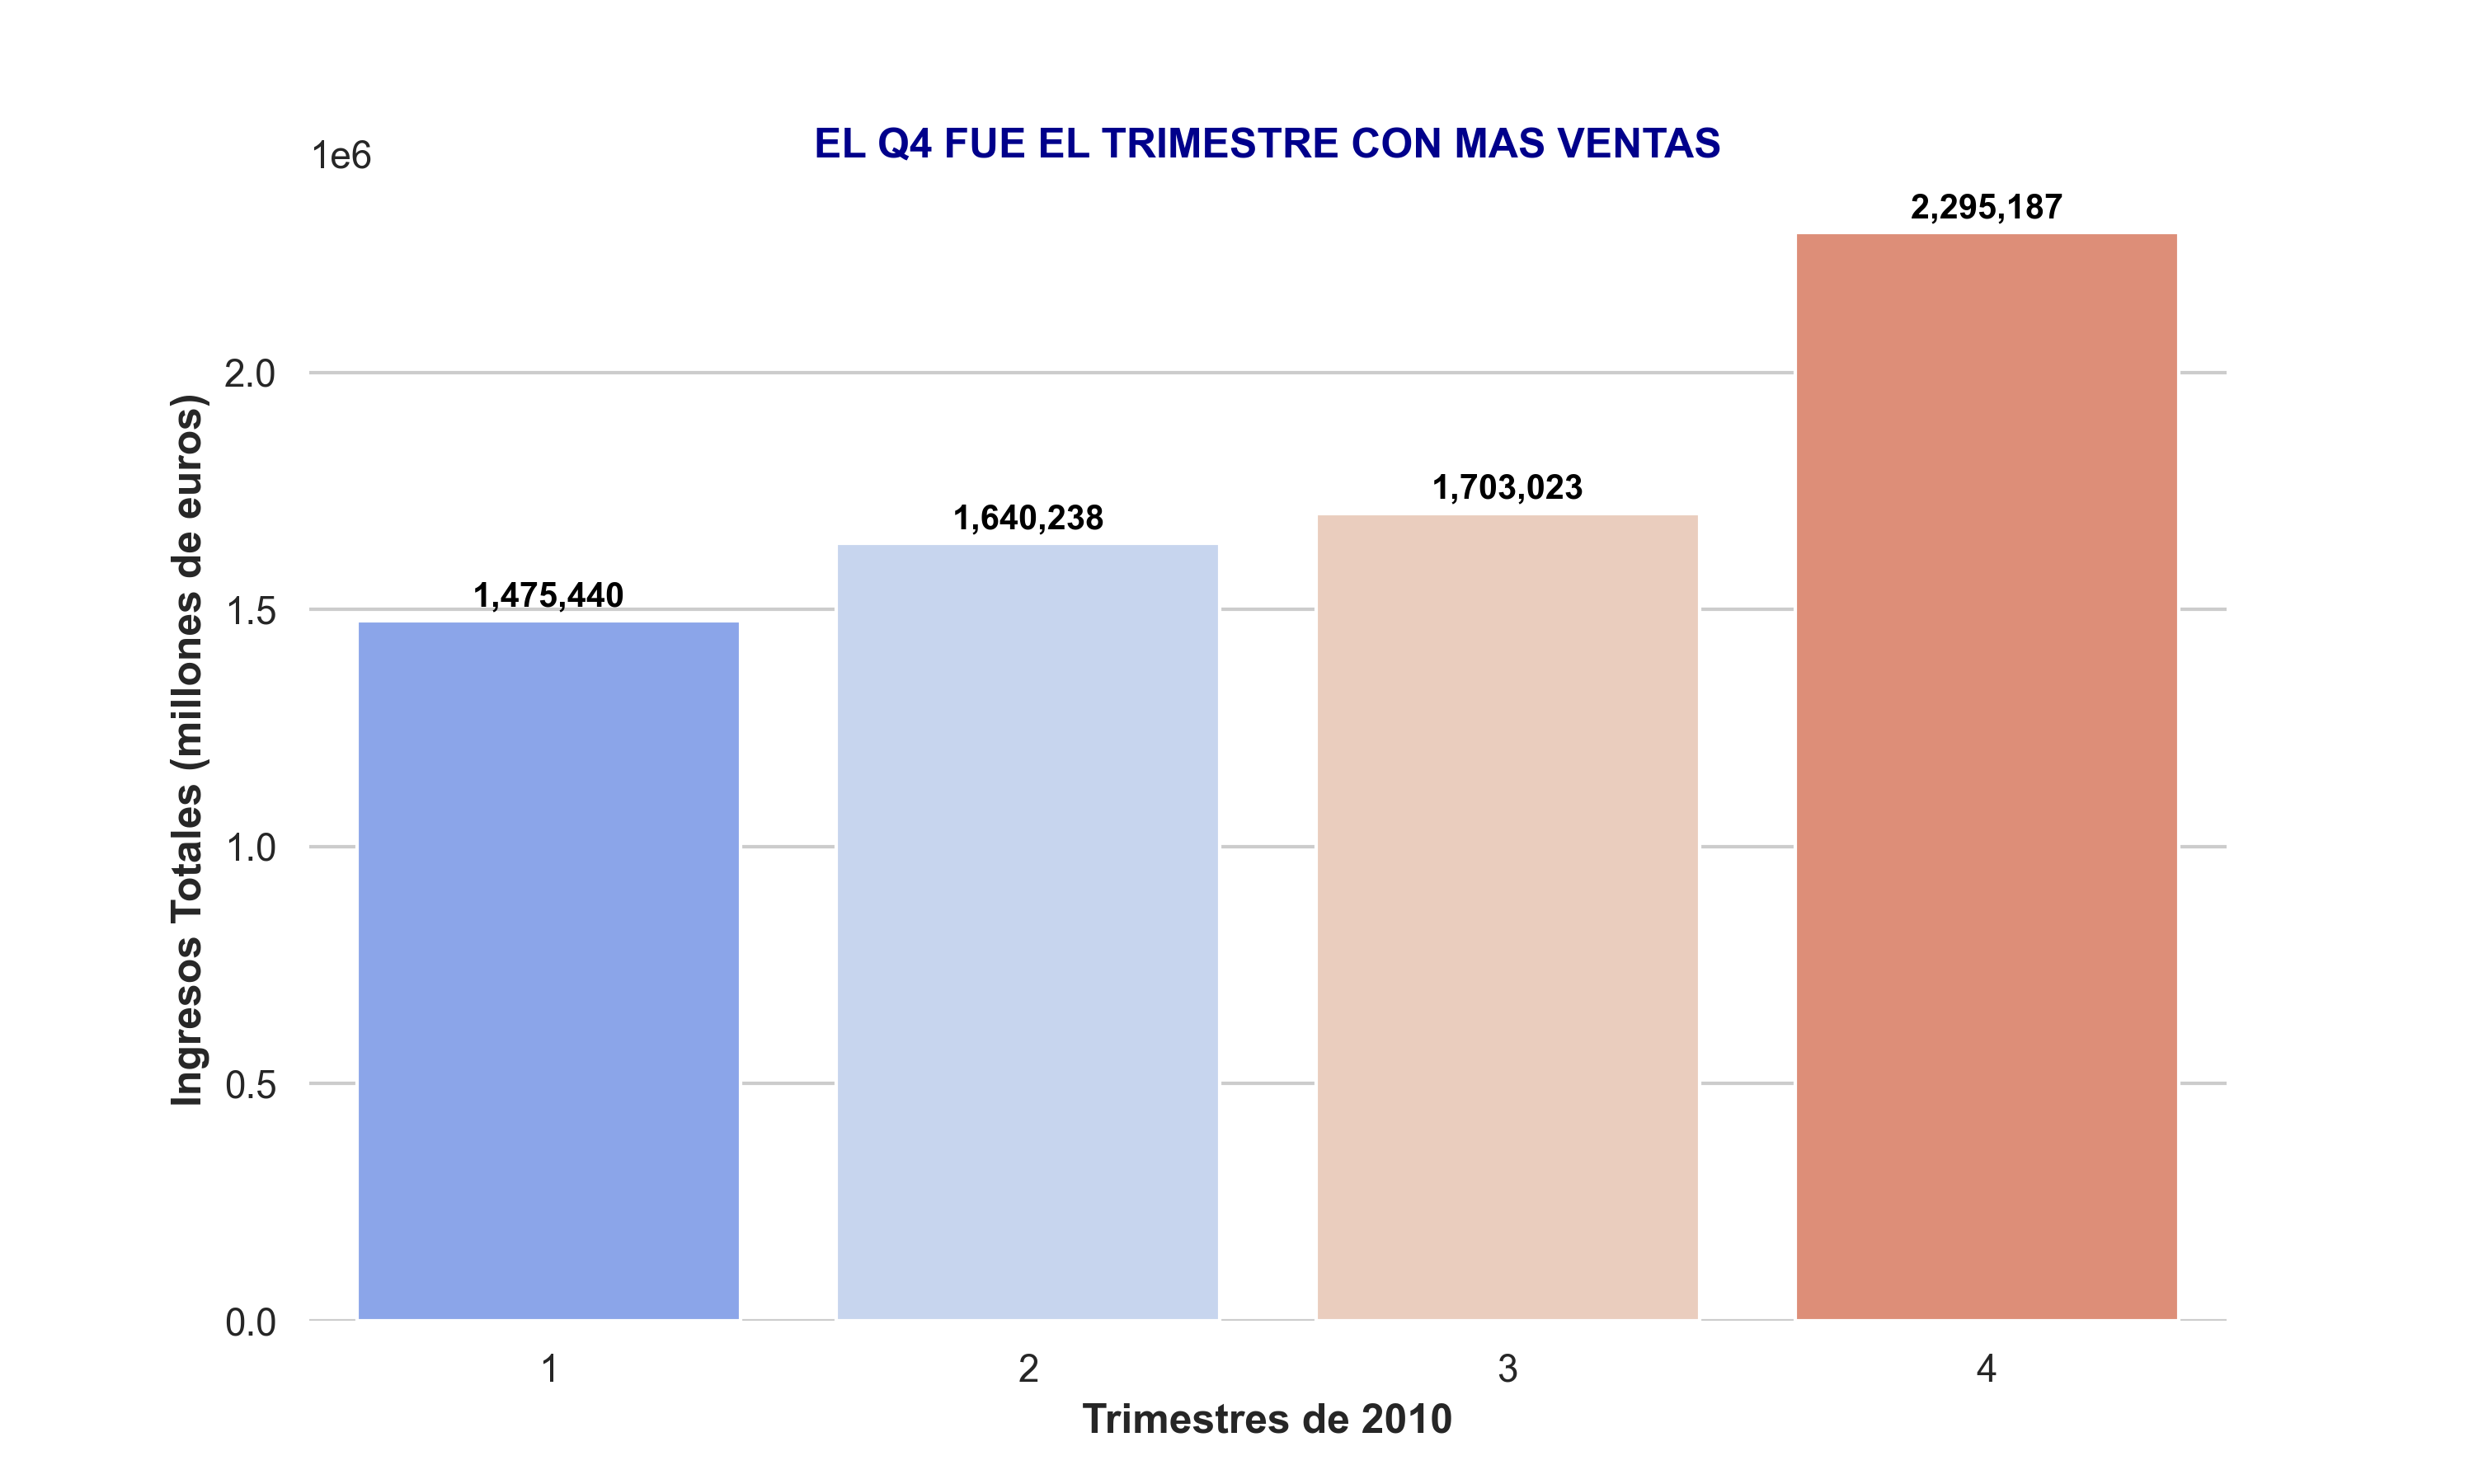 EL Q4 FUE EL TRIMESTRE CON MAS VENTAS
1e6
2,295,187
1,703,023
1,640,238
1,475,440
2.0
1.5
1.0
0.5
0.0
Ingresos Totales (millones de euros)
1 2 3 4
Trimestres de 2010